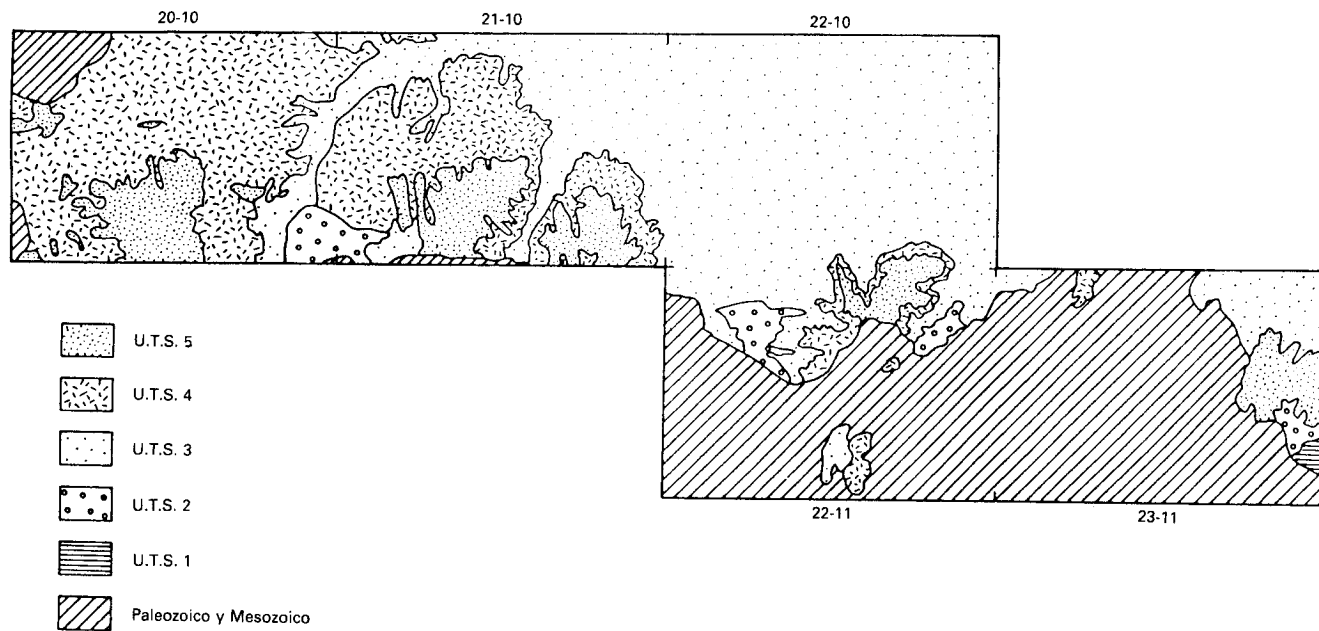 20-10
21-10
22-10
U.T.S. 5
U.T.S. 4
U.T.S. 3
U.T.S. 2
U.T.S. 1
Paleozoico y Mesozoico
22-11
23-11